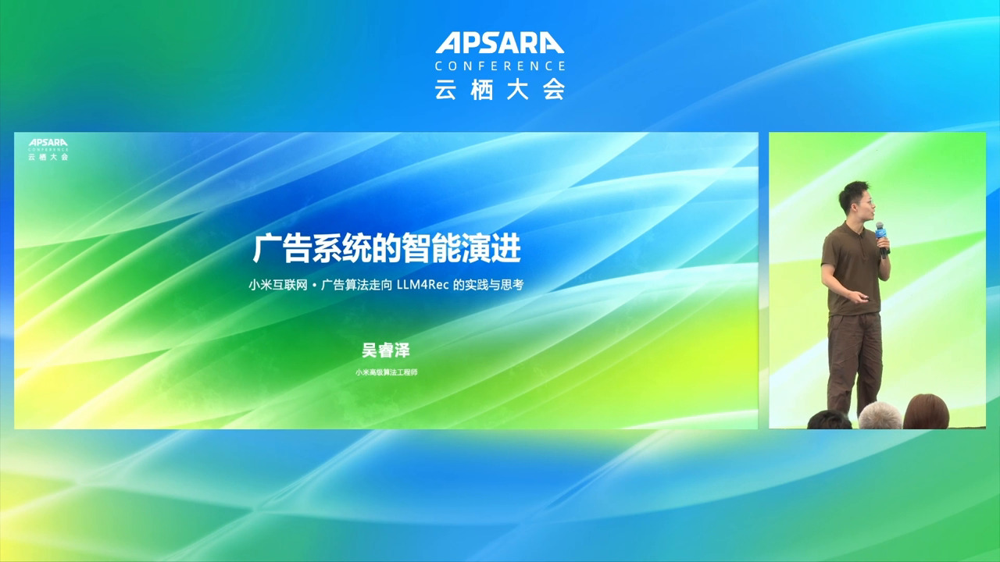 APSARA
CONFERENCE
云栖大会
APSARA
CONFERENCE
云栖大会
广告系统的智能演进
小米互联网·广告算法走向 LLM4Rec 的实践与思考
吴睿泽
小米高级算法工程师